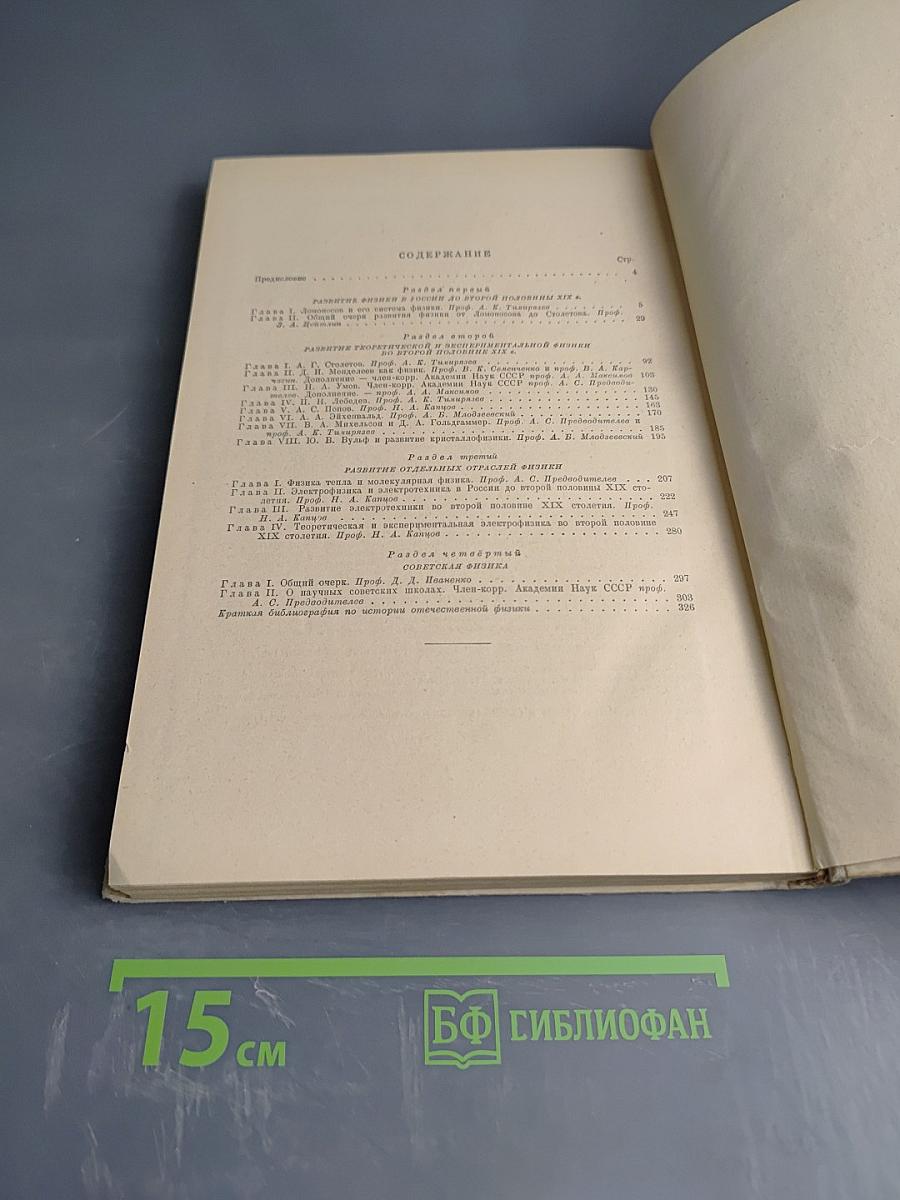 СОДЕРЖАНИЕ
Стр.
Предисловие . . . . . . . . . . . . . . . . . . . . . . . . 4
Раздел первый
РАЗВИТИЕ ФИЗИКИ В РОССИИ ДО ВТОРОЙ ПОЛОВИНЫ XIX в.
Глава I. Ломоносов и его система физики. Проф. А. К. Тимирязев . . . . . . . 5
Глава II. Общий очерк развития физики от Ломоносова до Столетова. Проф.
З. А. Цейтлин . . . . . . . . . . . . . . . . . . . . . . . . 29
Раздел второй
РАЗВИТИЕ ТЕОРЕТИЧЕСКОЙ И ЭКСПЕРИМЕНТАЛЬНОЙ ФИЗИКИ
ВО ВТОРОЙ ПОЛОВИНЕ XIX в.
Глава I. А. Г. Столетов. Проф. А. К. Тимирязев . . . . . . . . . . . . . . . 92
Глава II. Д. И. Менделеев как физик. Проф. В. К. Семенченко и проф. В. А. Кар-
чагин. Дополнение — член-корр. Академии Наук СССР проф. А. А. Максимов 103
Глава III. Н. А. Умов. Член-корр. Академии Наук СССР проф. А. С. Предводи-
телев. Дополнение. — проф. А. А. Максимов . . . . . . . . . . . . 130
Глава IV. П. Н. Лебедев. Проф. А. К. Тимирязев . . . . . . . . . . . . . . . 145
Глава V. А. С. Попов. Проф. Н. А. Капцов . . . . . . . . . . . . . . . . . . 163
Глава VI. А. А. Эйхенвальд. Проф. А. Б. Млодзеевский . . . . . . . . . . . . 170
Глава VII. В. А. Михельсон и Д. А. Гольдгаммер. Проф. А. С. Предводителев и
проф. А. К. Тимирязев . . . . . . . . . . . . . . . . . . . . . . 185
Глава VIII. Ю. В. Вульф и развитие кристаллофизики. Проф. А. Б. Млодзеевский 195
Раздел третий
РАЗВИТИЕ ОТДЕЛЬНЫХ ОТРАСЛЕЙ ФИЗИКИ
Глава I. Физика тепла и молекулярная физика. Проф. А. С. Предводителев . . . 207
Глава II. Электрофизика и электротехника в России до второй половины XIX сто-
летия. Проф. Н. А. Капцов . . . . . . . . . . . . . . . . . . . . 222
Глава III. Развитие электротехники во второй половине XIX столетия. Проф.
Н. А. Капцов . . . . . . . . . . . . . . . . . . . . . . . . . . 247
Глава IV. Теоретическая и экспериментальная электрофизика во второй половине
XIX столетия. Проф. Н. А. Капцов . . . . . . . . . . . . . . . . 280
Раздел четвёртый
СОВЕТСКАЯ ФИЗИКА
Глава I. Общий очерк. Проф. Д. Д. Иваненко . . . . . . . . . . . . . . . . . 297
Глава II. О научных советских школах. Член-корр. Академии Наук СССР проф.
А. С. Предводителев . . . . . . . . . . . . . . . . . . . . . . . 303
Краткая библиография по истории отечественной физики . . . . . . . . . . . . 326
15 см
БФ БИБЛИОФАН